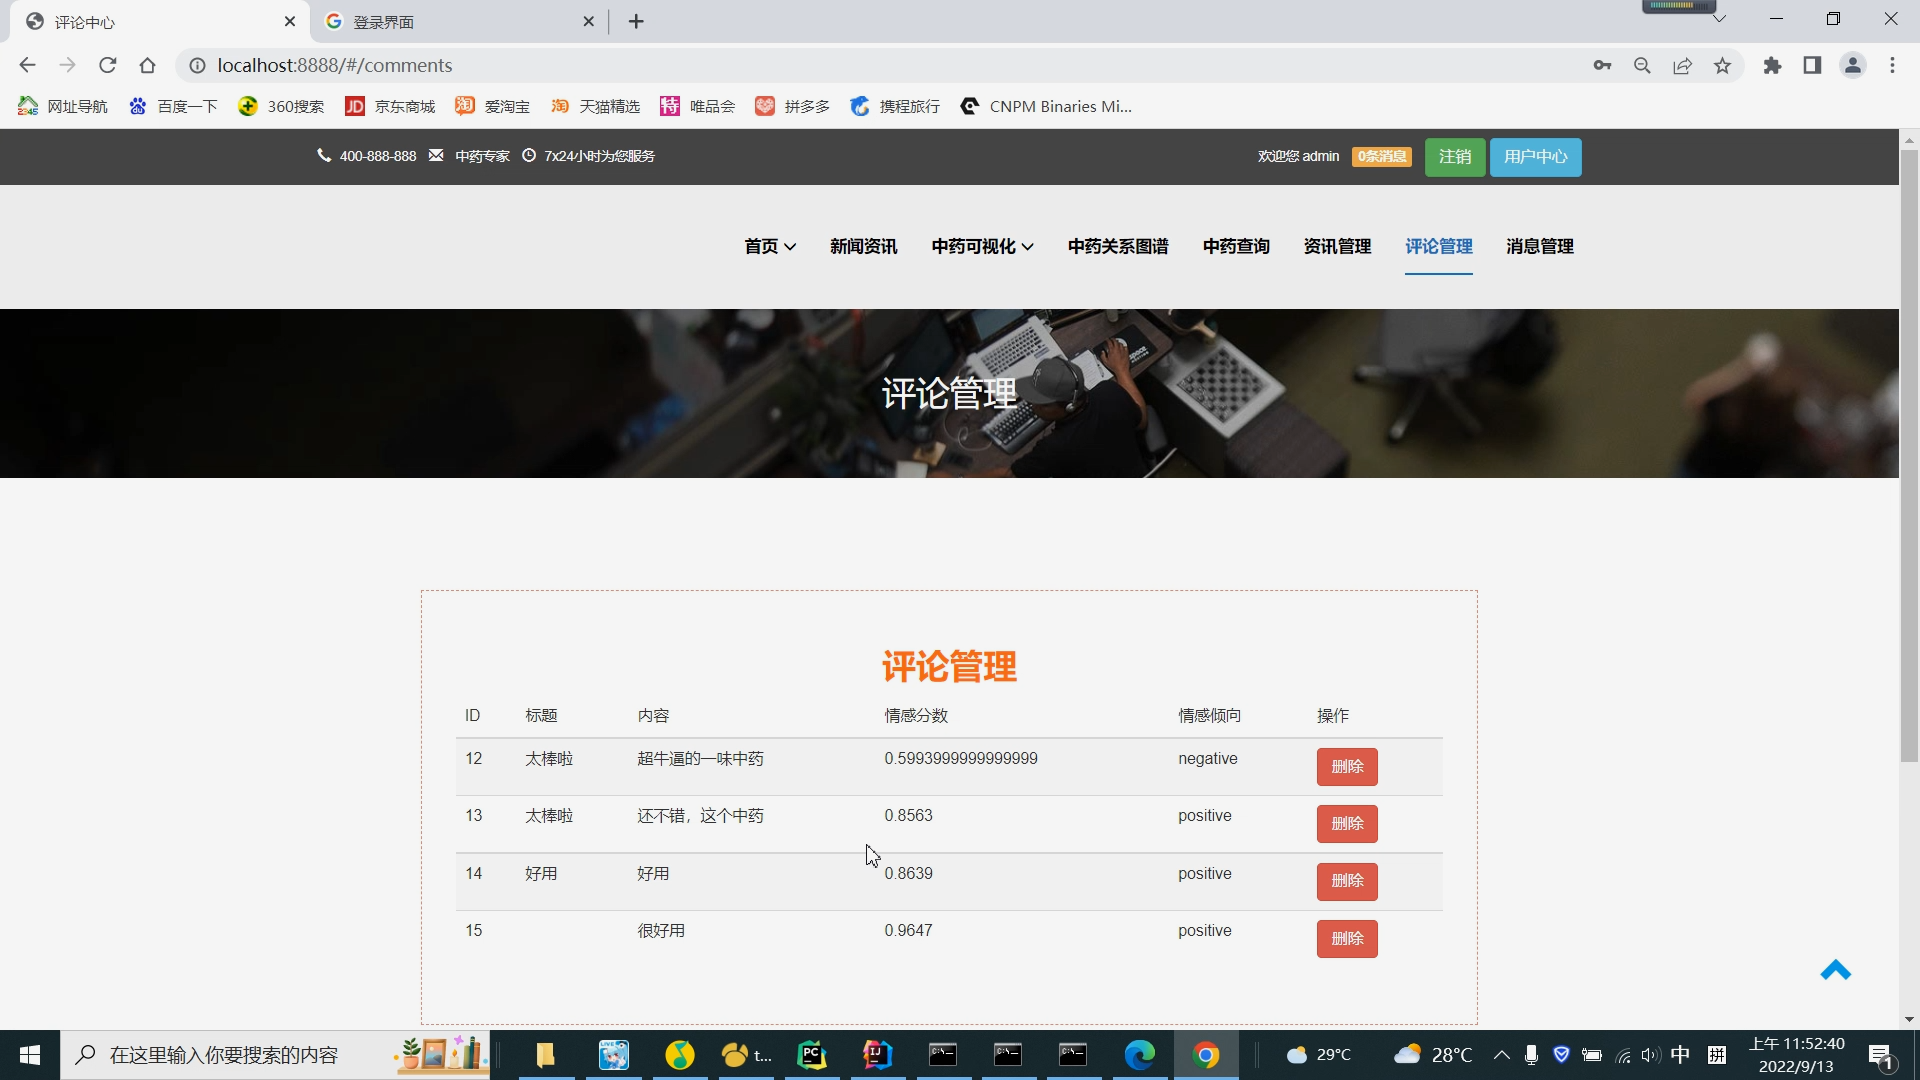 评论中心
登录界面
localhost:8888/#/comments
网址导航
百度一下
360搜索
京东商城
爱淘宝
天猫精选
唯品会
拼多多
携程旅行
CNPM Binaries Mi...
400-888-888 中药专家 7x24小时为您服务
欢迎您 admin 0条消息 注销 用户中心
首页 新闻资讯 中药可视化 中药关系图谱 中药查询 资讯管理 评论管理 消息管理
评论管理
评论管理
ID 标题 内容 情感分数 情感倾向 操作
12 太棒啦 超牛逼的一味中药 0.5993999999999999 negative 删除
13 太棒啦 还不错，这个中药 0.8563 positive 删除
14 好用 好用 0.8639 positive 删除
15 很好用 0.9647 positive 删除
在这里输入你要搜索的内容
t...
29°C
28°C
中
拼
上午 11:52:40
2022/9/13
1